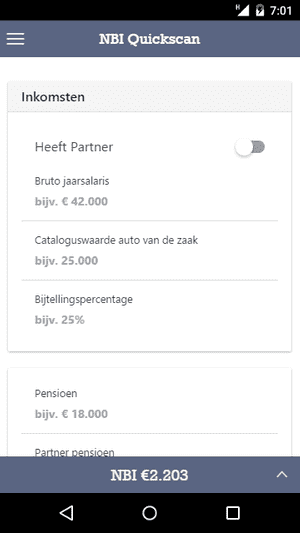 7:01
NBI Quickscan
Inkomsten
Heeft Partner
Bruto jaarsalaris
bijv. € 42.000
Cataloguswaarde auto van de zaak
bijv. 25.000
Bijtellingspercentage
bijv. 25%
Pensioen
bijv. € 18.000
Partner pensioen
NBI €2.203